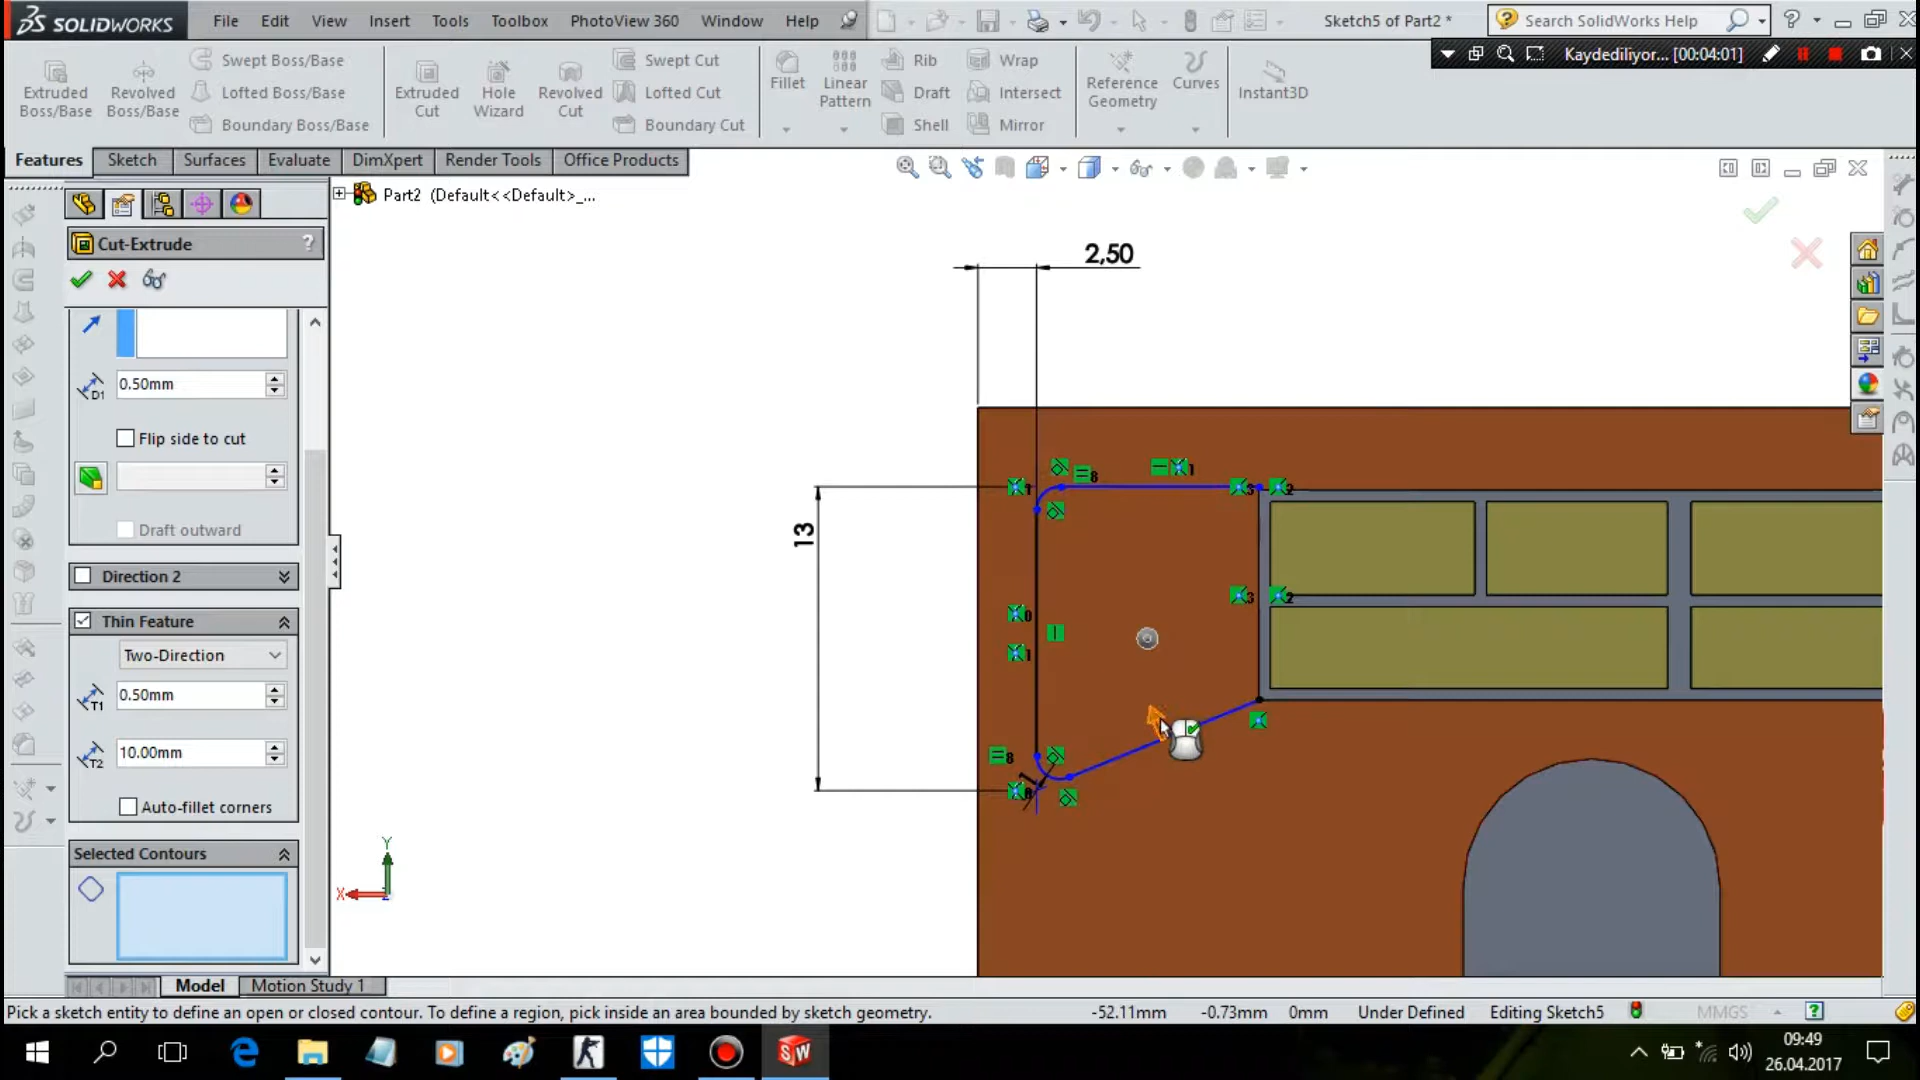 SOLIDWORKS File Edit View Insert Tools Toolbox PhotoView 360 Window Help Sketch5 of Part2 * Search SolidWorks Help
Kaydediliyor... [00:04:01]
Extruded Boss/Base
Revolved Boss/Base
Swept Boss/Base
Lofted Boss/Base
Boundary Boss/Base
Extruded Cut
Hole Wizard
Revolved Cut
Swept Cut
Lofted Cut
Boundary Cut
Fillet
Linear Pattern
Rib
Draft
Shell
Wrap
Intersect
Mirror
Reference Geometry
Curves
Instant3D
Features Sketch Surfaces Evaluate DimXpert Render Tools Office Products
Part2 (Default<<Default>_...
Cut-Extrude ?
D1 0.50mm
Flip side to cut
Draft outward
Direction 2
Thin Feature
Two-Direction
T1 0.50mm
T2 10.00mm
Auto-fillet corners
Selected Contours
2,50
13
1
Y
X
Model Motion Study 1
Pick a sketch entity to define an open or closed contour. To define a region, pick inside an area bounded by sketch geometry. -52.11mm -0.73mm 0mm Under Defined Editing Sketch5 MMGS
09:49
26.04.2017